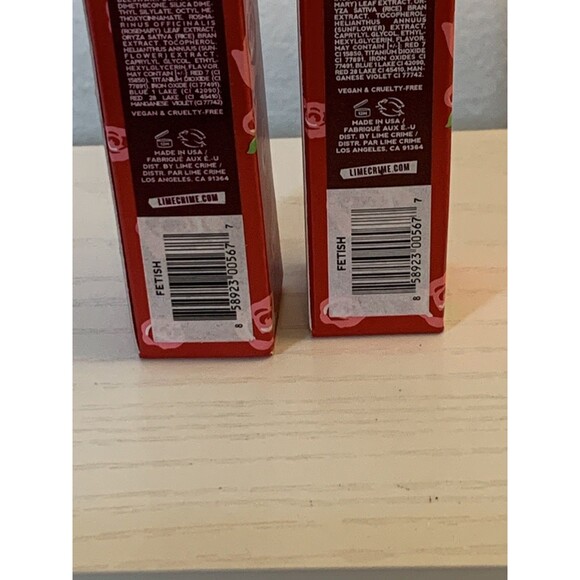 DIMETHICONE, SILICA DIME-
THYL SILYLATE, OCTYL ME-
THOXYCINNAMATE, ROSMA-
RINUS OFFICINALIS
(ROSEMARY) LEAF EXTRACT,
ORYZA SATIVA (RICE) BRAN
EXTRACT, TOCOPHEROL,
HELIANTHUS ANNUUS (SUN-
FLOWER) EXTRACT,
CAPRYLYL GLYCOL, ETHY-
HEXYLGLYCERIN, FLAVOR.
MAY CONTAIN [+/-]: RED 7 (CI
15850), TITANIUM DIOXIDE (CI
77891), IRON OXIDES (CI 77491),
BLUE 1 LAKE (CI 42090),
RED 28 LAKE (CI 45410),
MANGANESE VIOLET (CI 77742)
VEGAN & CRUELTY-FREE
12M
MADE IN USA /
FABRIQUÉ AUX É.-U
DIST. BY LIME CRIME
/ DISTR. PAR LIME CRIME
LOS ANGELES, CA 91364
LIMECRIME.COM
FETISH
8 58923 00567 7
MARY) LEAF EXTRACT,
ORYZA SATIVA (RICE) BRAN
EXTRACT, TOCOPHEROL,
HELIANTHUS ANNUUS
(SUNFLOWER) EXTRACT,
CAPRYLYL GLYCOL, ETHY-
HEXYLGLYCERIN, FLAVOR.
MAY CONTAIN [+/-]: RED 7 (CI
15850), TITANIUM DIOXIDE (CI
77891), IRON OXIDES (CI
77491), BLUE 1 LAKE (CI 42090),
RED 28 LAKE (CI 45410), MAN-
GANESE VIOLET (CI 77742).
VEGAN & CRUELTY-FREE
12M
MADE IN USA /
FABRIQUÉ AUX É.-U
DIST. BY LIME CRIME
/ DISTR. PAR LIME CRIME
LOS ANGELES, CA 91364
LIMECRIME.COM
FETISH
8 58923 00567 7